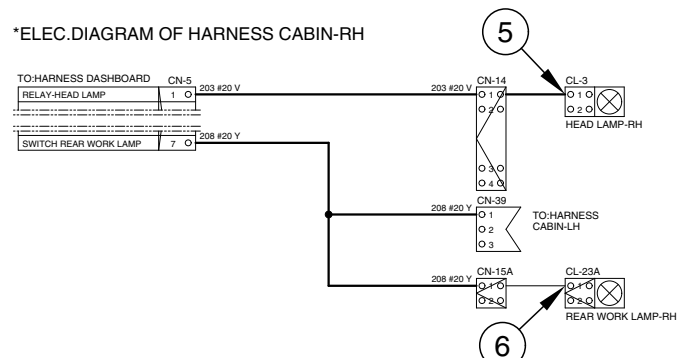 *ELEC.DIAGRAM OF HARNESS CABIN-RH
5
TO:HARNESS DASHBOARD CN-5
RELAY-HEAD LAMP 1
203 #20 V
203 #20 V
CN-14
1
2
3
4
CL-3
1
2
HEAD LAMP-RH
SWITCH REAR WORK LAMP 7
208 #20 Y
208 #20 Y
CN-39
1
2
3
TO:HARNESS
CABIN-LH
208 #20 Y
CN-15A
1
2
CL-23A
1
2
REAR WORK LAMP-RH
6